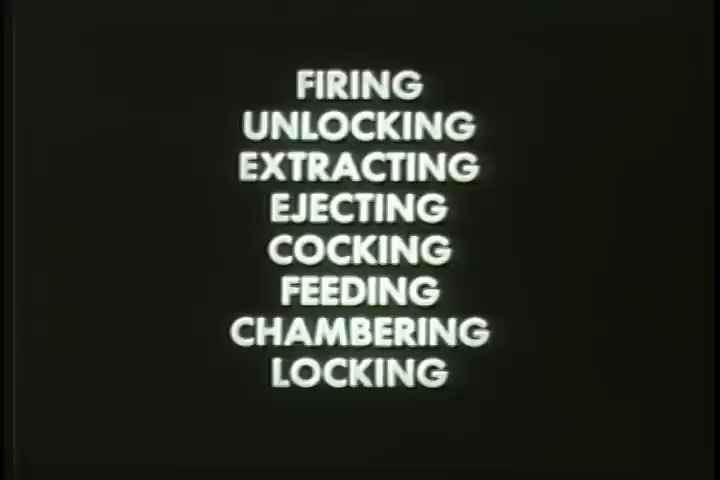 FIRING
UNLOCKING
EXTRACTING
EJECTING
COCKING
FEEDING
CHAMBERING
LOCKING